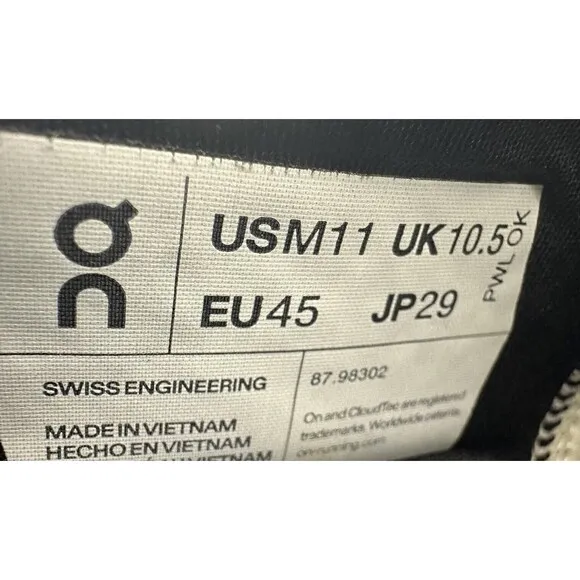 USM11 UK10.5
EU45 JP29
PWL OK
SWISS ENGINEERING
87.98302
MADE IN VIETNAM
HECHO EN VIETNAM
On and CloudTec are registered
trademarks. Worldwide patents.
on-running.com